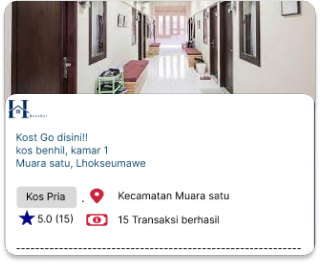 H
Kost Go disini!!
kos benhil, kamar 1
Muara satu, Lhokseumawe
Kos Pria . Kecamatan Muara satu
5.0 (15) 15 Transaksi berhasil